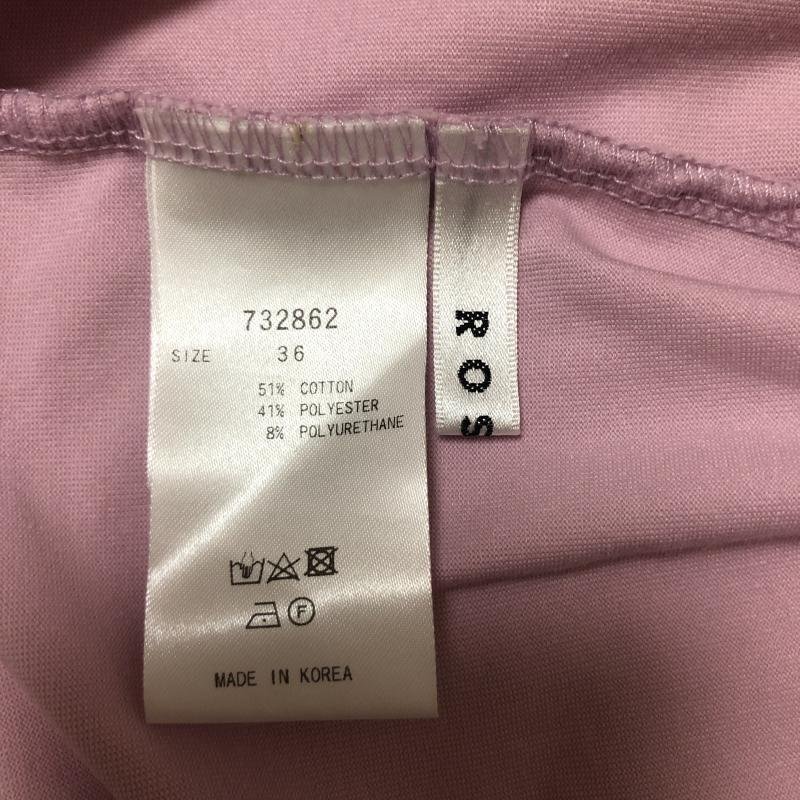 732862
SIZE 36
51% COTTON
41% POLYESTER
8% POLYURETHANE
F
MADE IN KOREA
ROS